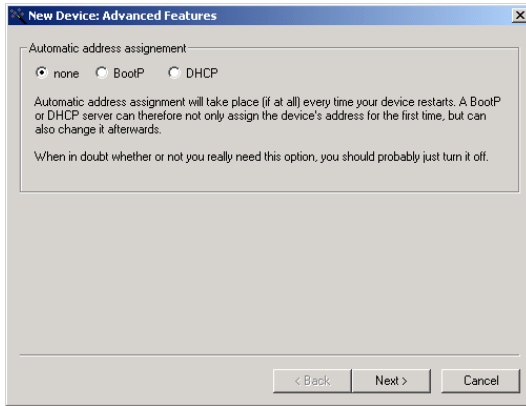 New Device: Advanced Features
Automatic address assignement
none BootP DHCP
Automatic address assignment will take place (if at all) every time your device restarts. A BootP
or DHCP server can therefore not only assign the device's address for the first time, but can
also change it afterwards.
When in doubt whether or not you really need this option, you should probably just turn it off.
< Back Next > Cancel